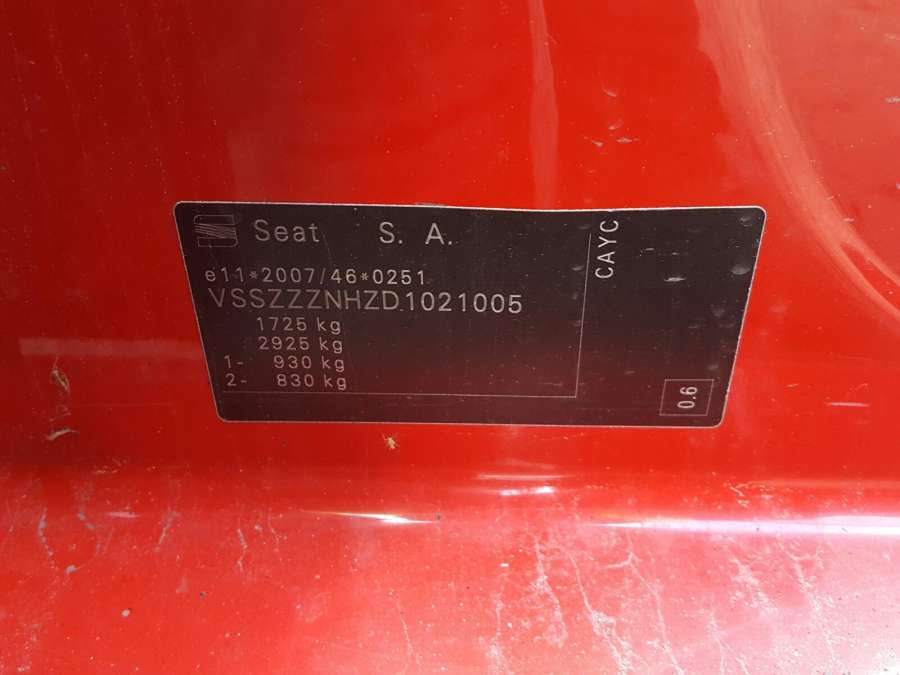 Seat S. A.
e11*2007/46*0251
VSSZZZNHZD1021005
1725 kg
2925 kg
1- 930 kg
2- 830 kg
CAYC
0.6